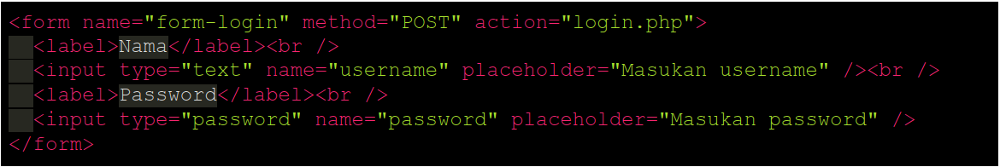 <form name="form-login" method="POST" action="login.php">
  <label>Nama</label><br />
  <input type="text" name="username" placeholder="Masukan username" /><br />
  <label>Password</label><br />
  <input type="password" name="password" placeholder="Masukan password" />
</form>